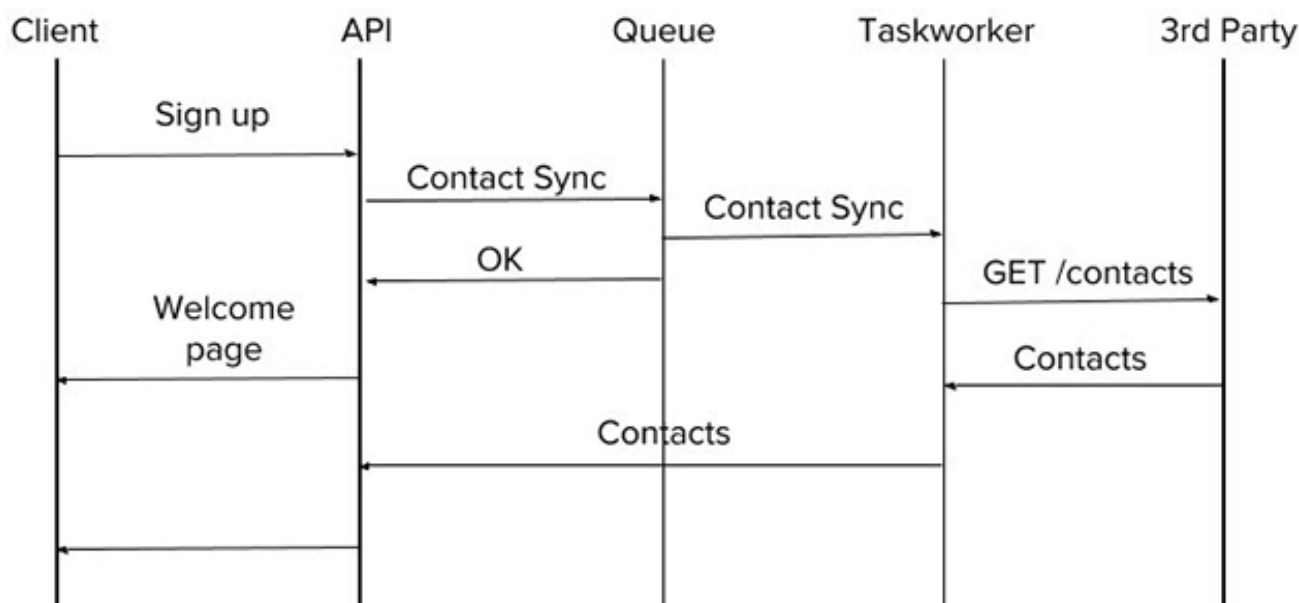 Client
API
Queue
Taskworker
3rd Party
Sign up
Contact Sync
Contact Sync
OK
GET /contacts
Welcome
page
Contacts
Contacts